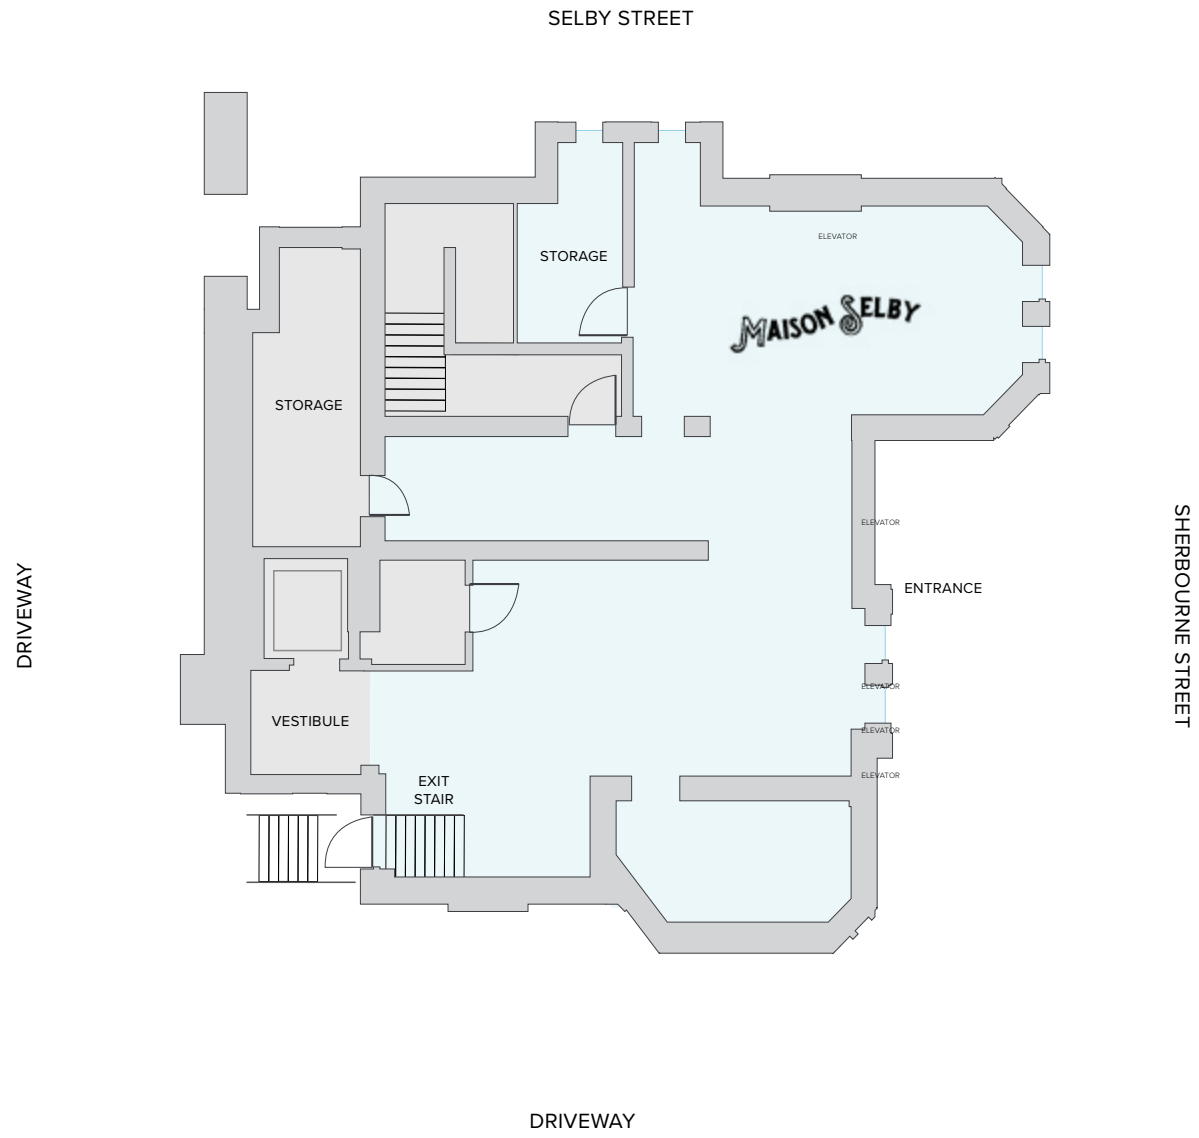 SELBY STREET
ELEVATOR
STORAGE
MAISON SELBY
STORAGE
ELEVATOR
ENTRANCE
SHERBOURNE STREET
DRIVEWAY
ELEVATOR
VESTIBULE
ELEVATOR
ELEVATOR
EXIT
STAIR
DRIVEWAY